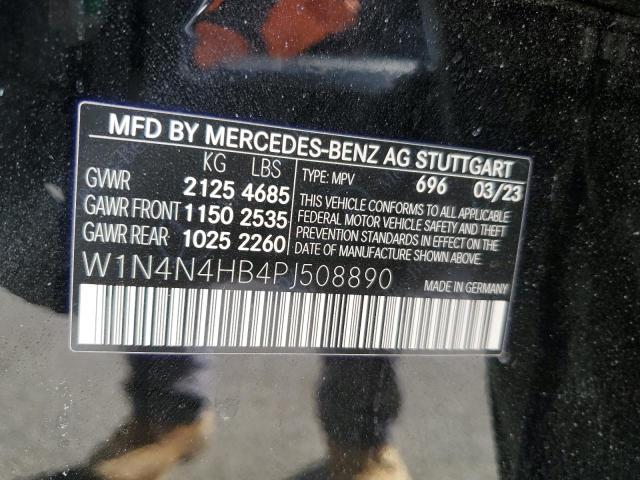 MFD BY MERCEDES-BENZ AG STUTTGART
KG LBS
GVWR 2125 4685
GAWR FRONT 1150 2535
GAWR REAR 1025 2260
TYPE: MPV 696 03/23
THIS VEHICLE CONFORMS TO ALL APPLICABLE
FEDERAL MOTOR VEHICLE SAFETY AND THEFT
PREVENTION STANDARDS IN EFFECT ON THE
DATE OF MANUFACTURE SHOWN ABOVE.
W1N4N4HB4PJ508890
MADE IN GERMANY